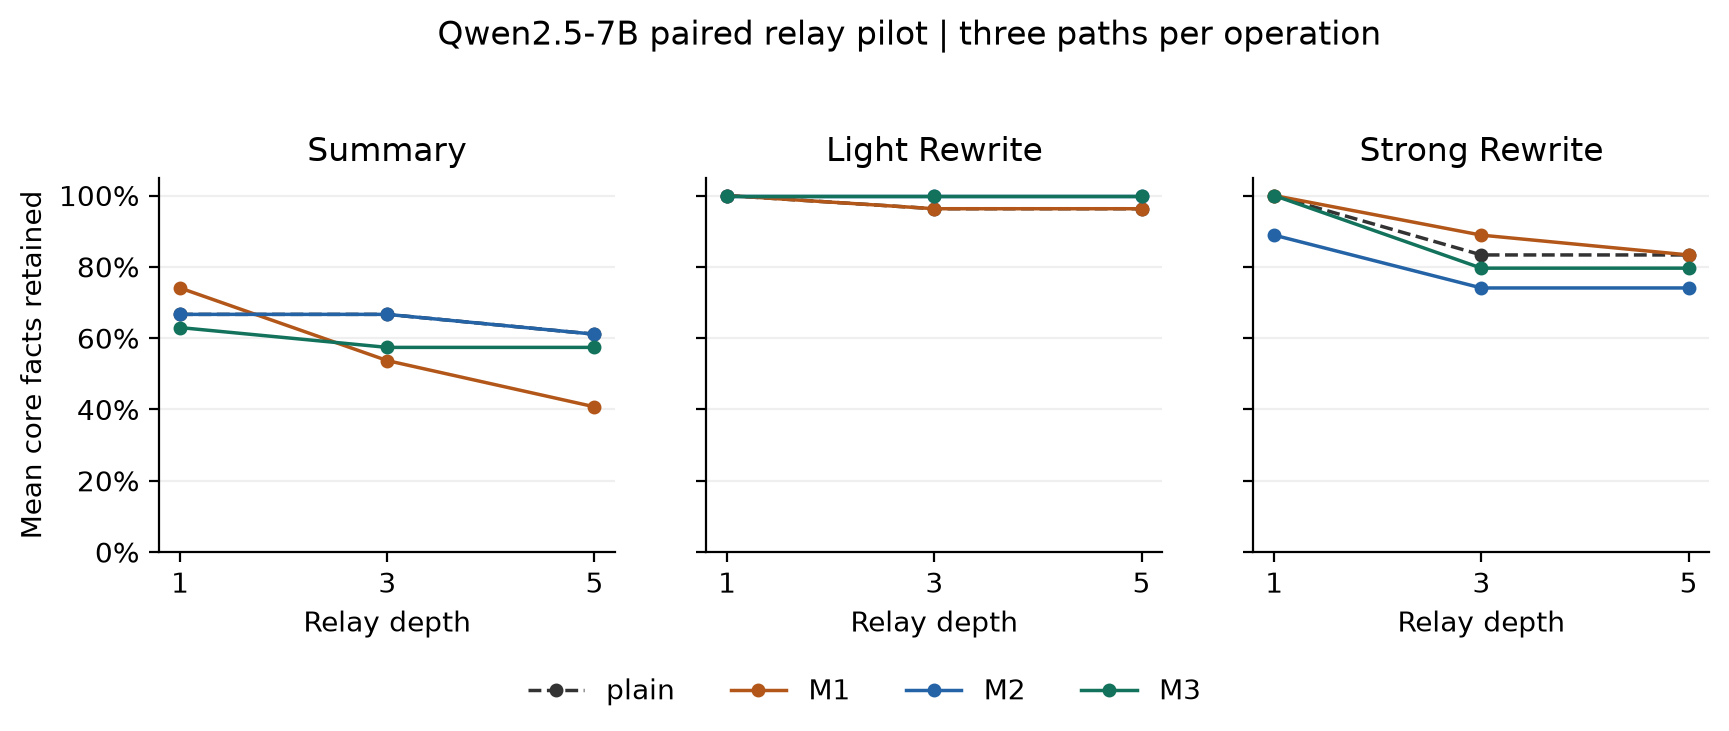 Qwen2.5-7B paired relay pilot | three paths per operation
Summary
Light Rewrite
Strong Rewrite
Mean core facts retained
100%
80%
60%
40%
20%
0%
1 3 5
1 3 5
1 3 5
Relay depth
Relay depth
Relay depth
plain M1 M2 M3